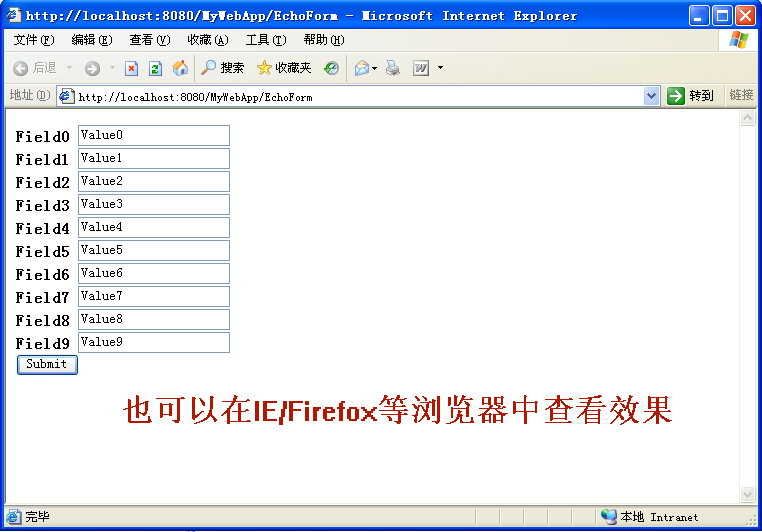 http://localhost:8080/MyWebApp/EchoForm - Microsoft Internet Explorer
文件(F) 编辑(E) 查看(V) 收藏(A) 工具(T) 帮助(H)
后退 搜索 收藏夹
地址(D) http://localhost:8080/MyWebApp/EchoForm 转到 链接
Field0 Value0
Field1 Value1
Field2 Value2
Field3 Value3
Field4 Value4
Field5 Value5
Field6 Value6
Field7 Value7
Field8 Value8
Field9 Value9
Submit
也可以在IE/Firefox等浏览器中查看效果
完毕 本地 Intranet